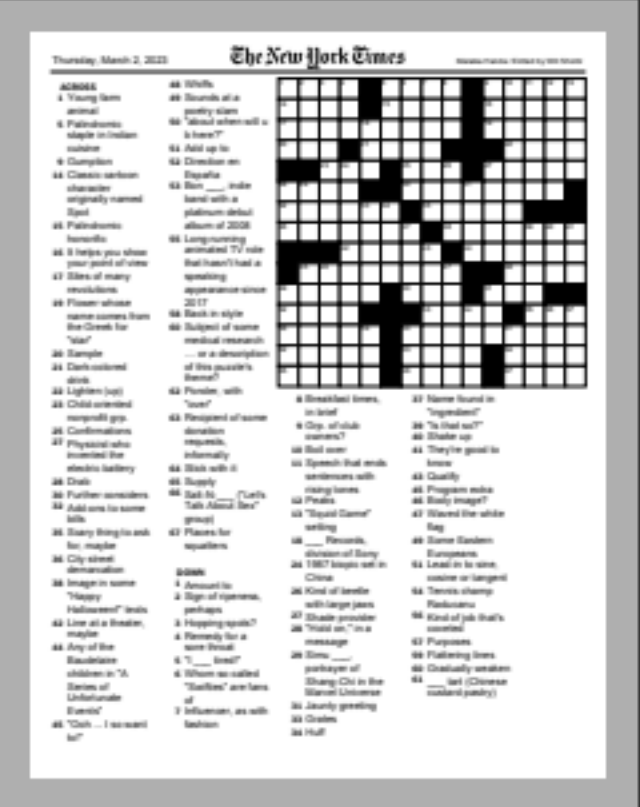 Thursday, March 2, 2023
The New York Times
ACROSS
1 Young farm
animal
5 Palindromic
staple in Indian
cuisine
9 Gumption
14 Classic cartoon
character
originally named
Spot
15 Palindromic
honorific
16 It helps you show
your point of view
17 Sites of many
revolutions
19 Flower whose
name comes from
the Greek for
"star"
20 Sample
21 Dark-colored
drink
22 Lighten (up)
23 Child-oriented
nonprofit grp.
25 Confirmations
27 Physicist who
invented the
electric battery
28 Drab
30 Further considers
32 Add-ons to some
bills
35 Scary thing to ask
for, maybe
36 City street
demarcation
38 Image in some
"Happy
Halloween!" texts
42 Line at a theater,
maybe
44 Any of the
Baudelaire
children in "A
Series of
Unfortunate
Events"
45 "Ooh ... I so want
to!"
48 Whiffs
49 Sounds at a
poetry slam
50 "about when will u
b here?"
51 Add up to
52 Direction en
España
53 Bon ___, indie
band with a
platinum debut
album of 2008
55 Long-running
animated TV role
that hasn't had a
speaking
appearance since
2017
58 Back in style
60 Subject of some
medical research
... or a description
of this puzzle's
theme?
62 Ponder, with
"over"
63 Recipient of some
donation
requests,
informally
64 Stick with it
65 Supply
66 Salt-N-___ ("Let's
Talk About Sex"
group)
67 Places for
squatters
DOWN
1 Amount to
2 Sign of ripeness,
perhaps
3 Hopping spots?
4 Remedy for a
sore throat
5 "I ___ tired!"
6 Whom so-called
"Swifties" are fans
of
7 Influencer, as with
fashion
8 Breakfast times,
in brief
9 Grp. of club
owners?
10 Boil over
11 Speech that ends
sentences with
rising tones
12 Peaks
13 "Squid Game"
setting
18 ___ Records,
division of Sony
24 1987 biopic set in
China
26 Kind of beetle
with large jaws
27 Shade provider
28 "Hold on," in a
message
29 Simu ___,
portrayer of
Shang-Chi in the
Marvel Universe
31 Jaunty greeting
33 Grates
34 Huff
37 Name found in
"ingredient"
39 "Is that so?"
40 Shake up
41 They're good to
know
43 Qualify
45 Program extra
46 Body image?
47 Waved the white
flag
49 Some Eastern
Europeans
51 Lead-in to sine,
cosine or tangent
54 Tennis champ
Raducanu
56 Kind of job that's
coveted
57 Purposes
59 Flattering lines
60 Gradually weaken
61 ___ tart (Chinese
custard pastry)